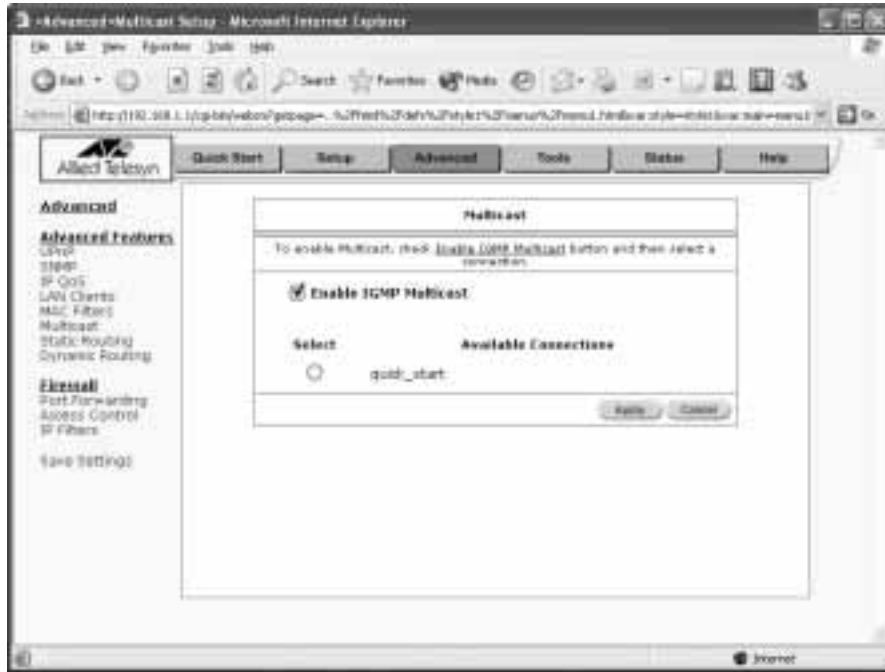 Advanced>Multicast Setup - Microsoft Internet Explorer
File Edit View Favorites Tools Help
Back Search Favorites Media
Go
Allied Telesyn
Quick Start Setup Advanced Tools Status Help
Advanced
Advanced Features
UPnP
SNMP
IP QoS
LAN Clients
MAC Filters
Multicast
Static Routing
Dynamic Routing
Firewall
Port Forwarding
Access Control
IP Filters
Save Settings
Multicast
To enable Multicast, check Enable IGMP Multicast button and then select a
connection.
Enable IGMP Multicast
Select Available Connections
quick_start
Apply Cancel
Internet